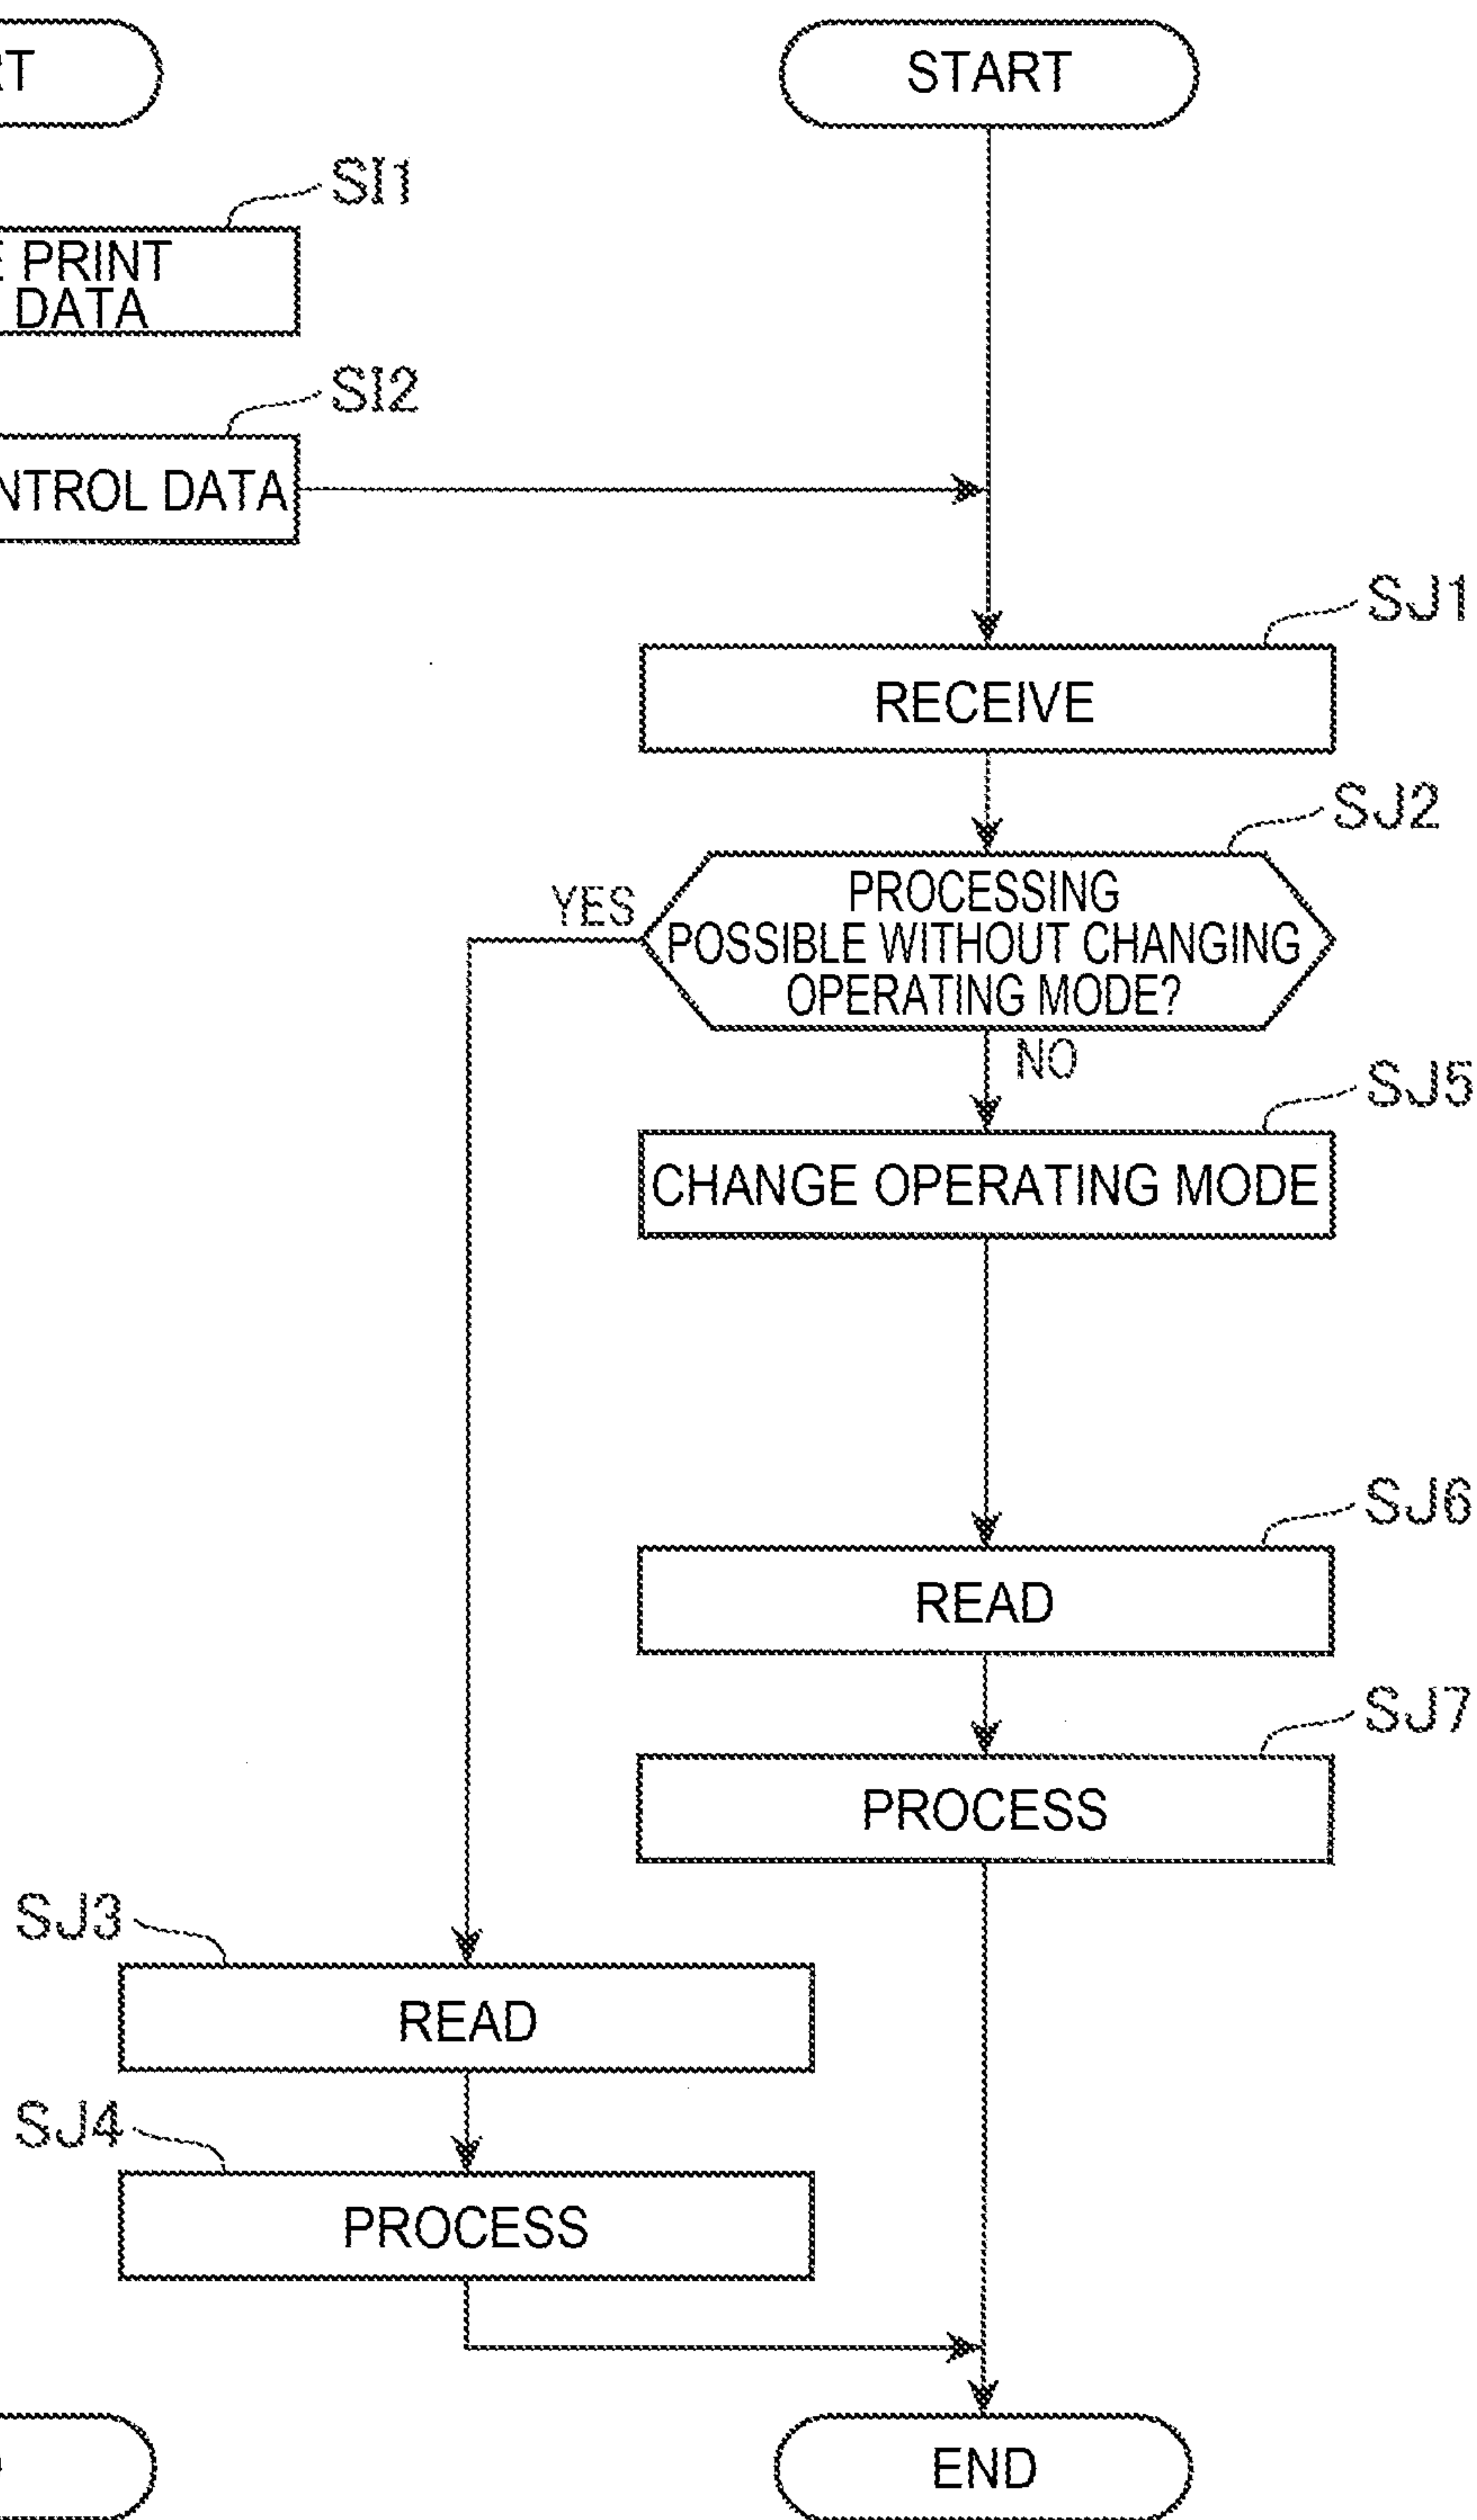 RT
START
SI1
E PRINT
DATA
SI2
NTROL DATA
SJ1
RECEIVE
SJ2
YES
PROCESSING
POSSIBLE WITHOUT CHANGING
OPERATING MODE?
NO
SJ5
CHANGE OPERATING MODE
SJ6
READ
SJ7
PROCESS
SJ3
READ
SJ4
PROCESS
END